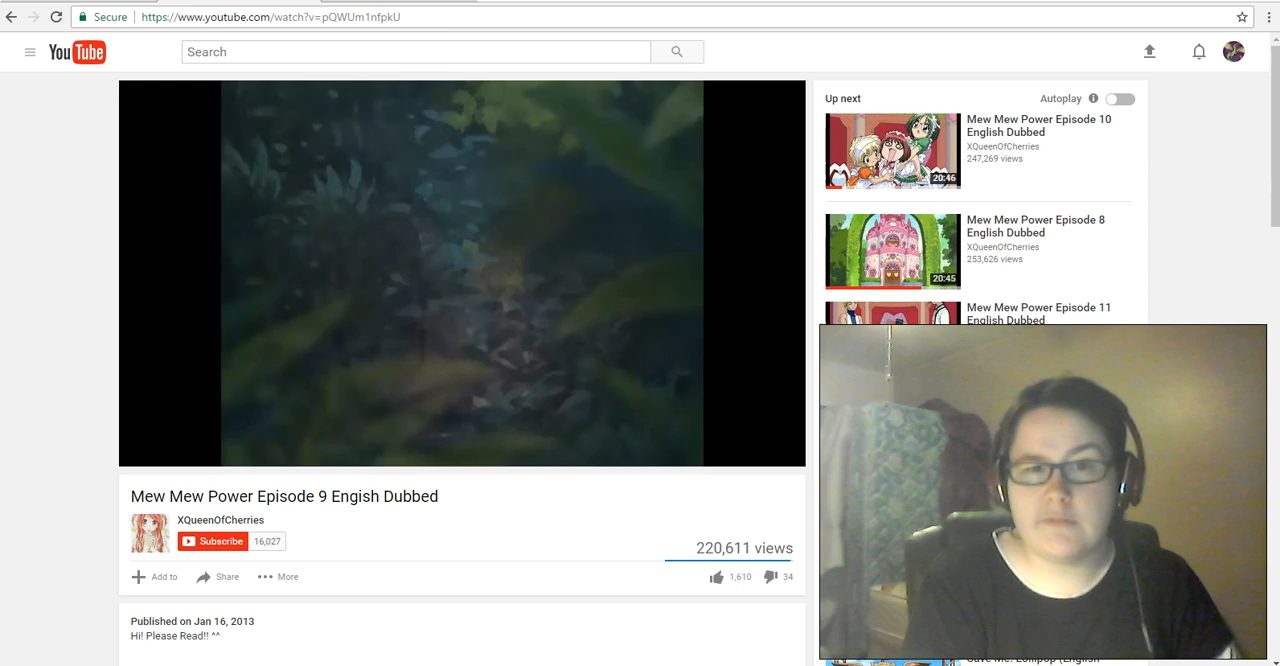 Secure https://www.youtube.com/watch?v=pQWUm1nfpkU
YouTube
Search
Up next
Autoplay
Mew Mew Power Episode 10
English Dubbed
XQueenOfCherries
247,269 views
20:46
Mew Mew Power Episode 8
English Dubbed
XQueenOfCherries
253,626 views
20:45
Mew Mew Power Episode 11
English Dubbed
Mew Mew Power Episode 9 Engish Dubbed
XQueenOfCherries
Subscribe 16,027
220,611 views
Add to
Share
More
1,610
34
Published on Jan 16, 2013
Hi! Please Read!! ^^